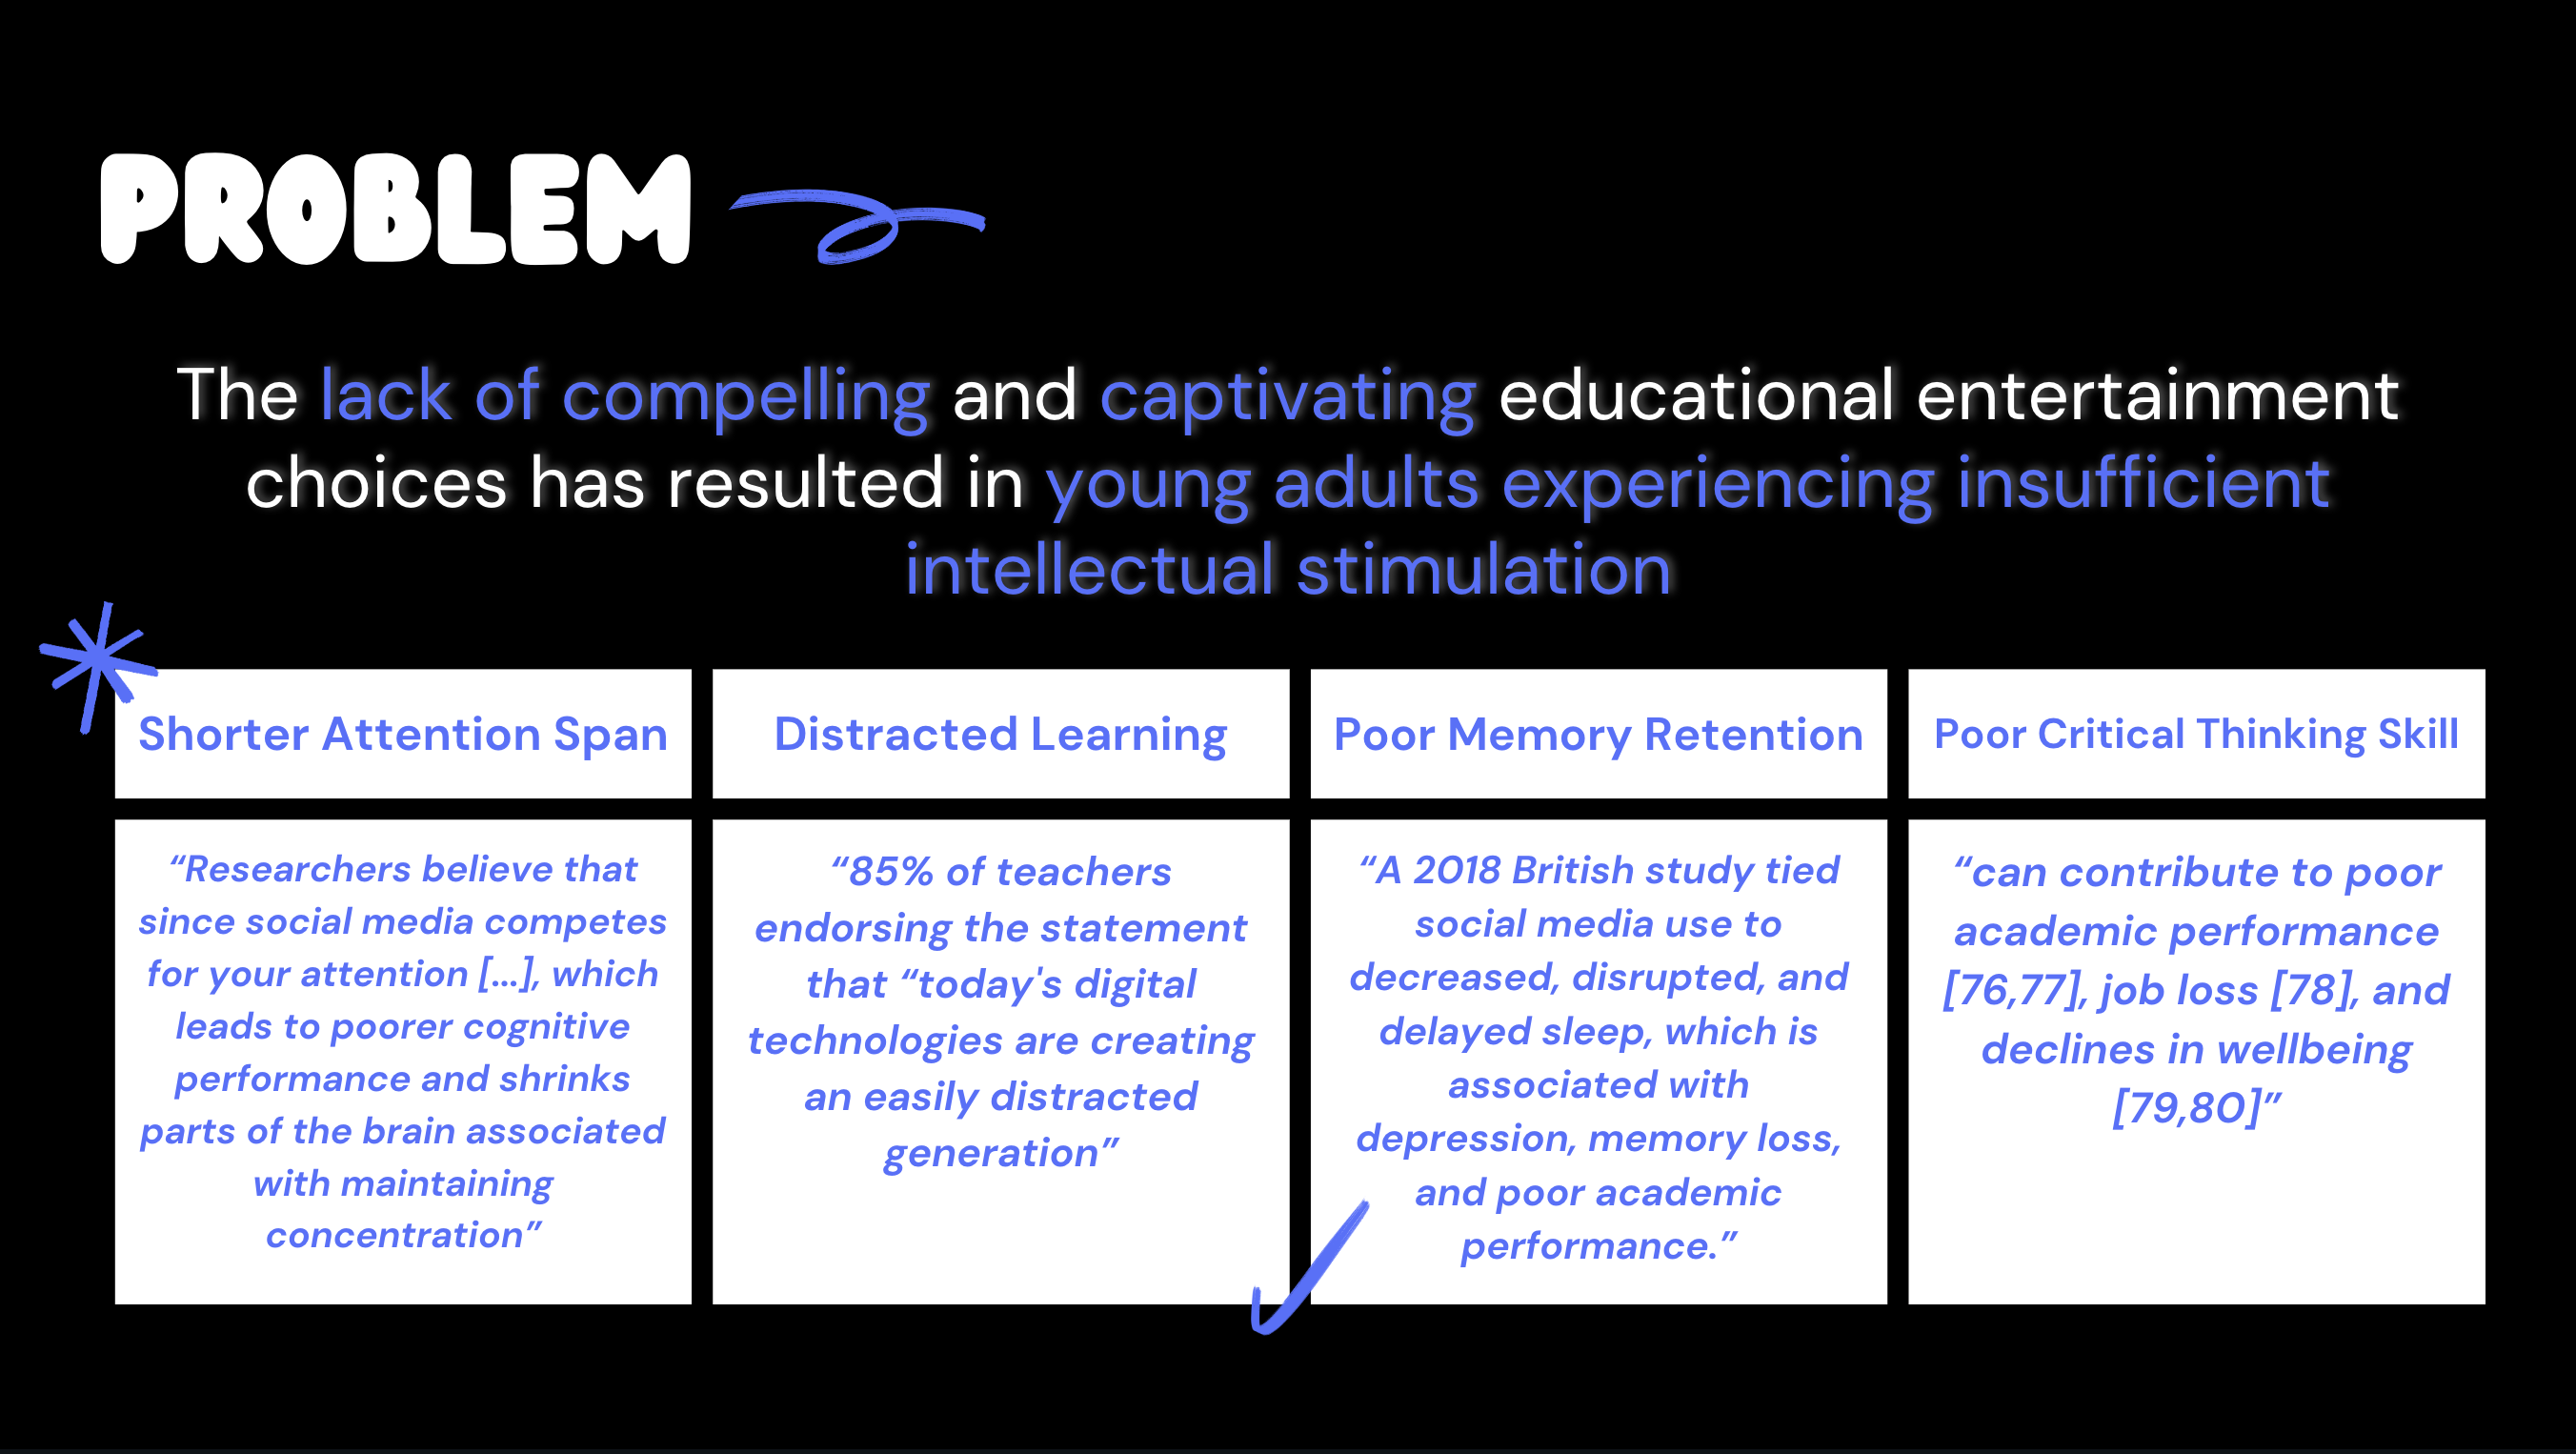 PROBLEM
The lack of compelling and captivating educational entertainment
choices has resulted in young adults experiencing insufficient
intellectual stimulation
Shorter Attention Span
Distracted Learning
Poor Memory Retention
Poor Critical Thinking Skill
“Researchers believe that
since social media competes
for your attention [...], which
leads to poorer cognitive
performance and shrinks
parts of the brain associated
with maintaining
concentration”
“85% of teachers
endorsing the statement
that “today's digital
technologies are creating
an easily distracted
generation”
“A 2018 British study tied
social media use to
decreased, disrupted, and
delayed sleep, which is
associated with
depression, memory loss,
and poor academic
performance.”
“can contribute to poor
academic performance
[76,77], job loss [78], and
declines in wellbeing
[79,80]”